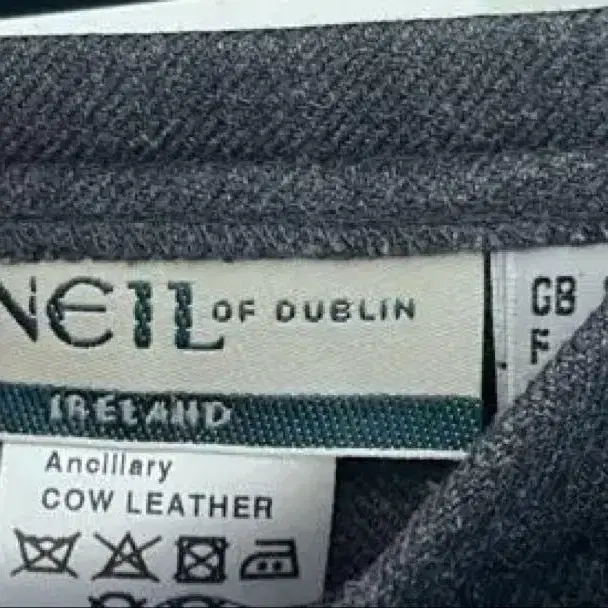 NEIL OF DUBLIN
IRELAND
GB
F
Ancillary
COW LEATHER